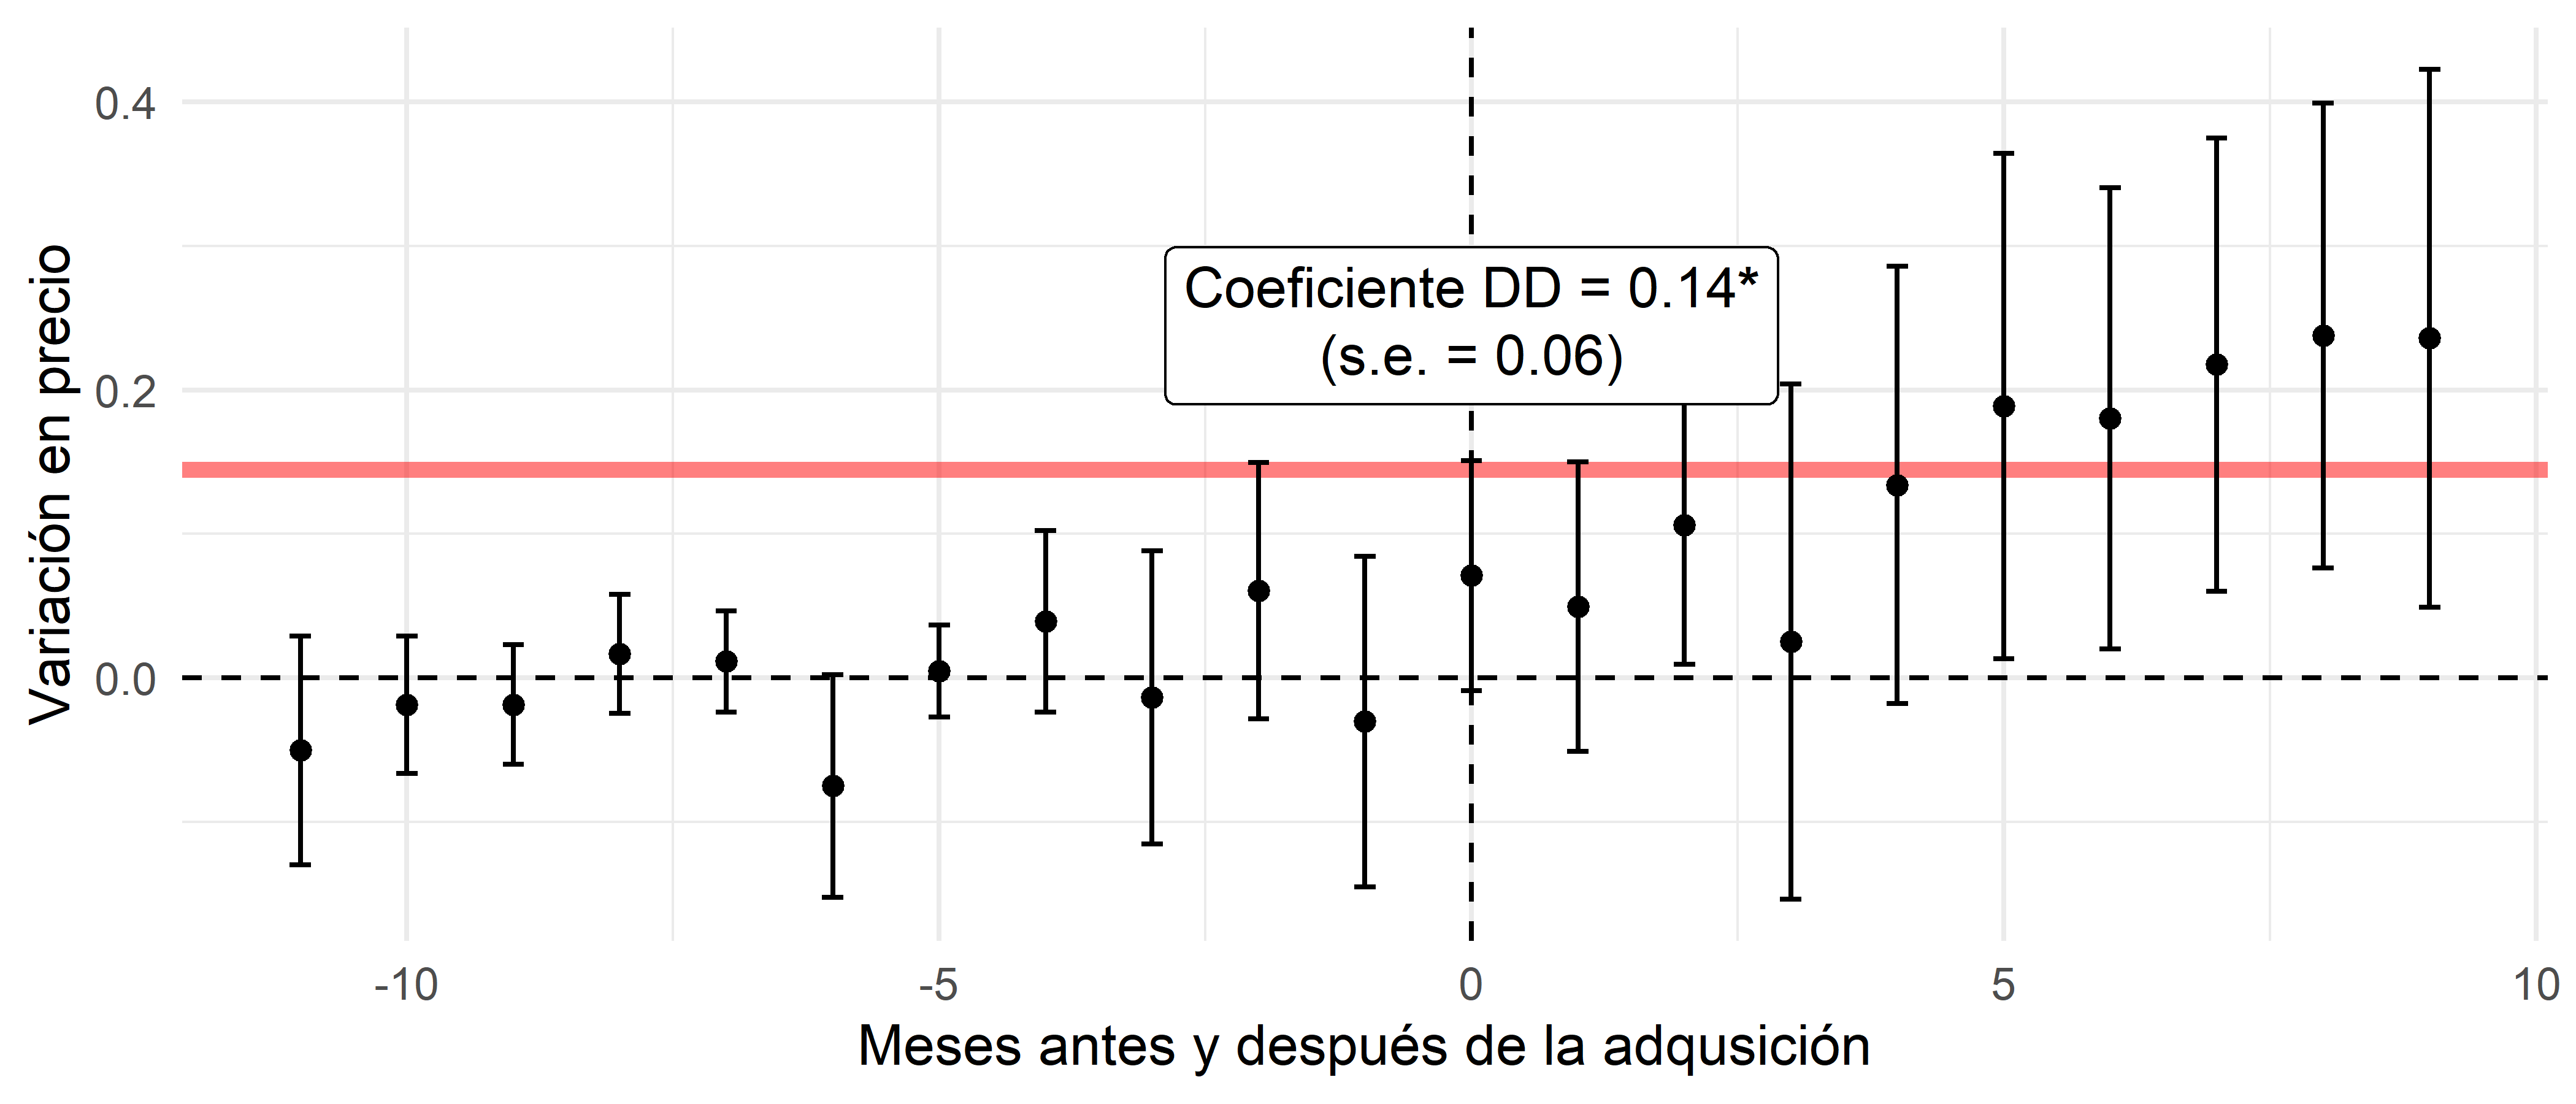 Variación en precio
0.4
0.2
0.0
Coeficiente DD = 0.14*
(s.e. = 0.06)
-10
-5
0
5
10
Meses antes y después de la adqusición